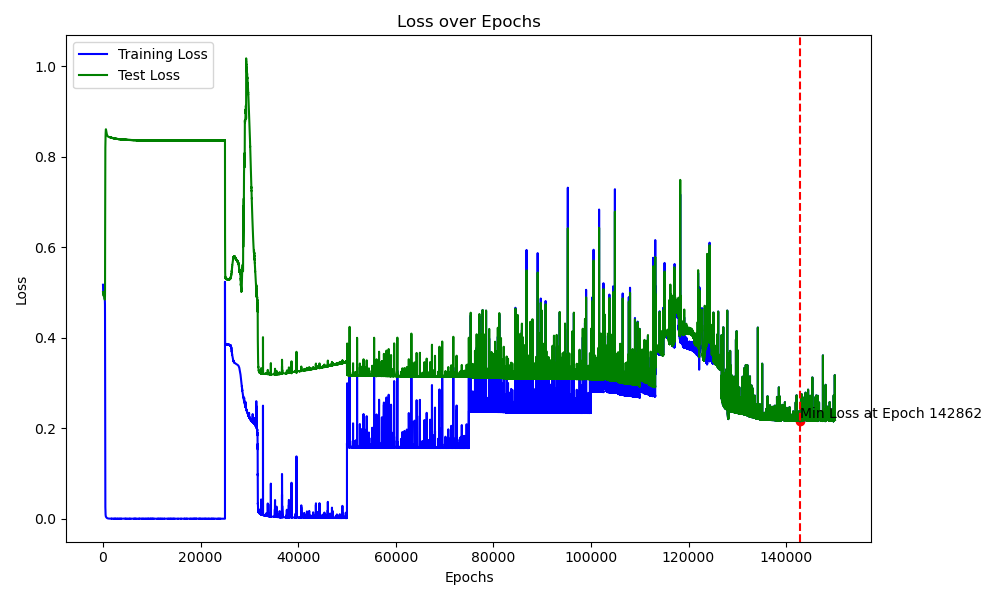 Loss over Epochs
Training Loss
Test Loss
Loss
1.0
0.8
0.6
0.4
0.2
0.0
Min Loss at Epoch 142862
0 20000 40000 60000 80000 100000 120000 140000
Epochs